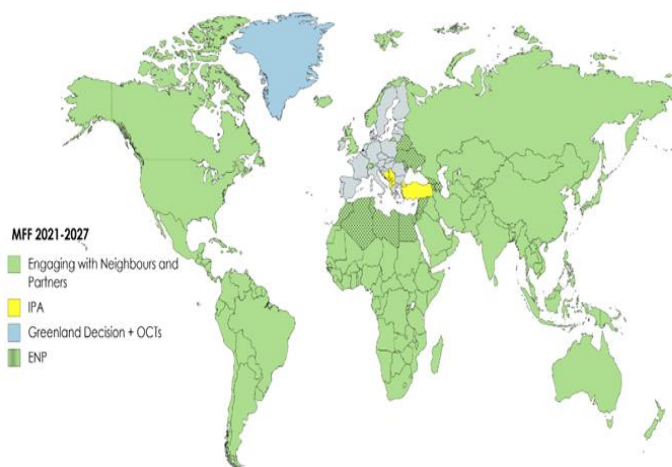 MFF 2021-2027
Engaging with Neighbours and
Partners
IPA
Greenland Decision + OCTs
ENP